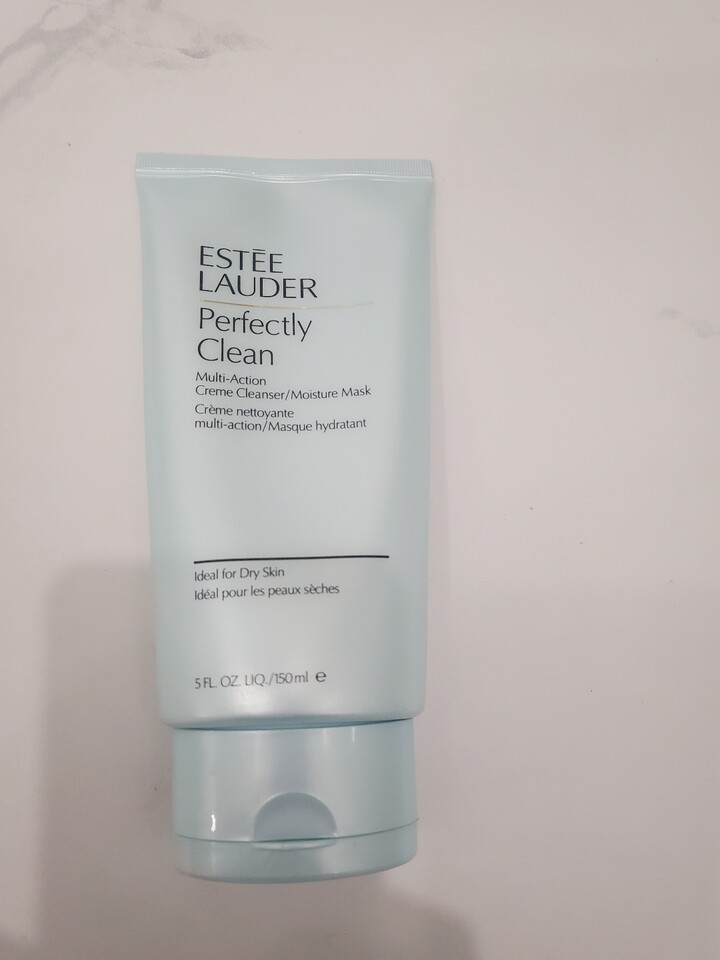 ESTĒE
LAUDER
Perfectly
Clean
Multi-Action
Creme Cleanser/Moisture Mask
Crème nettoyante
multi-action/Masque hydratant
Ideal for Dry Skin
Idéal pour les peaux sèches
5 FL. OZ. LIQ./150 ml ℮